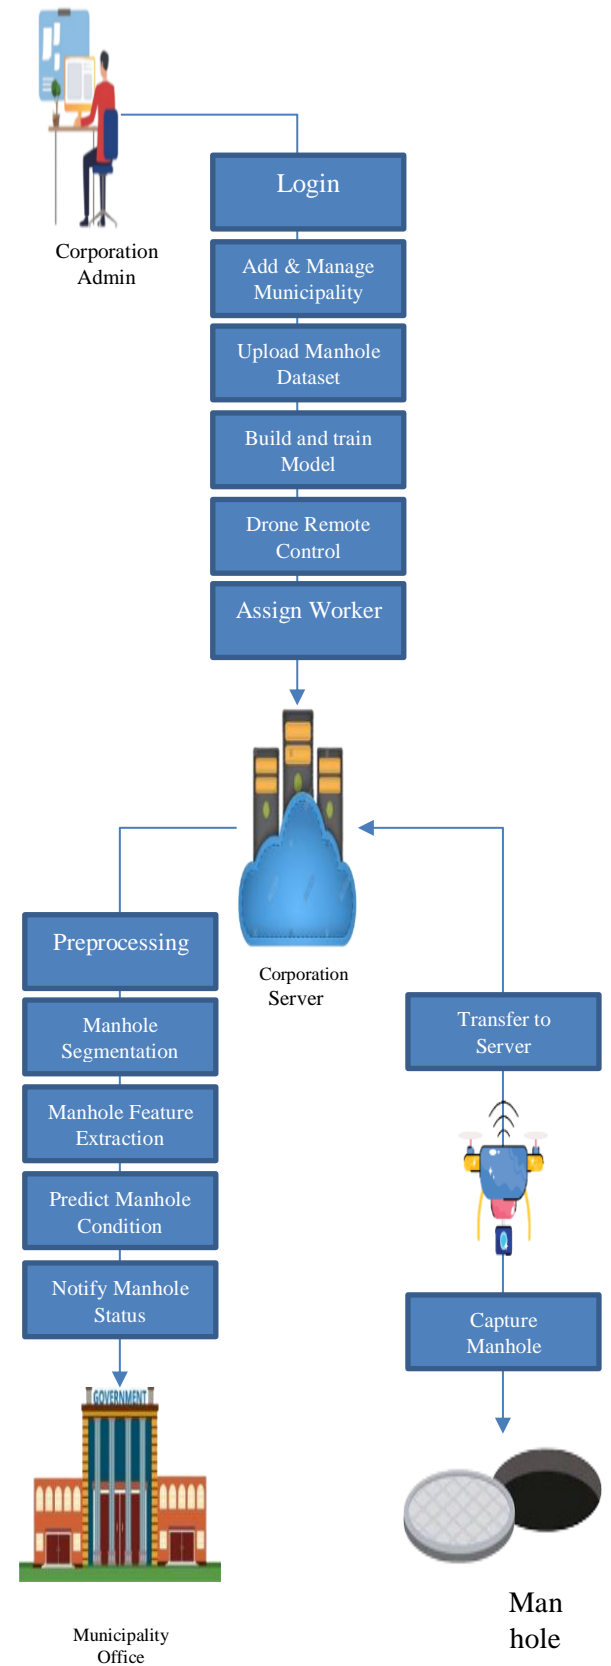 Login
Corporation
Admin
Add & Manage
Municipality
Upload Manhole
Dataset
Build and train
Model
Drone Remote
Control
Assign Worker
Corporation
Server
Preprocessing
Manhole
Segmentation
Manhole Feature
Extraction
Predict Manhole
Condition
Notify Manhole
Status
GOVERNMENT
Municipality
Office
Transfer to
Server
Capture
Manhole
Man
hole